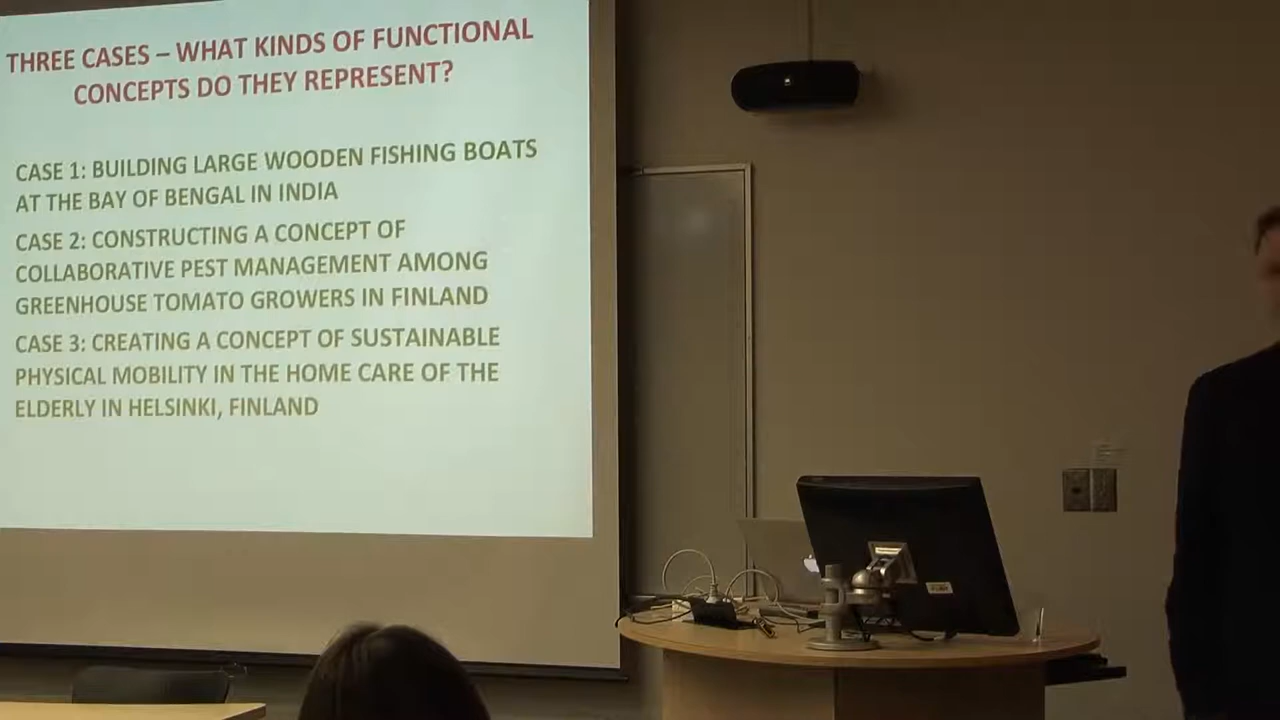 THREE CASES – WHAT KINDS OF FUNCTIONAL
CONCEPTS DO THEY REPRESENT?
CASE 1: BUILDING LARGE WOODEN FISHING BOATS
AT THE BAY OF BENGAL IN INDIA
CASE 2: CONSTRUCTING A CONCEPT OF
COLLABORATIVE PEST MANAGEMENT AMONG
GREENHOUSE TOMATO GROWERS IN FINLAND
CASE 3: CREATING A CONCEPT OF SUSTAINABLE
PHYSICAL MOBILITY IN THE HOME CARE OF THE
ELDERLY IN HELSINKI, FINLAND